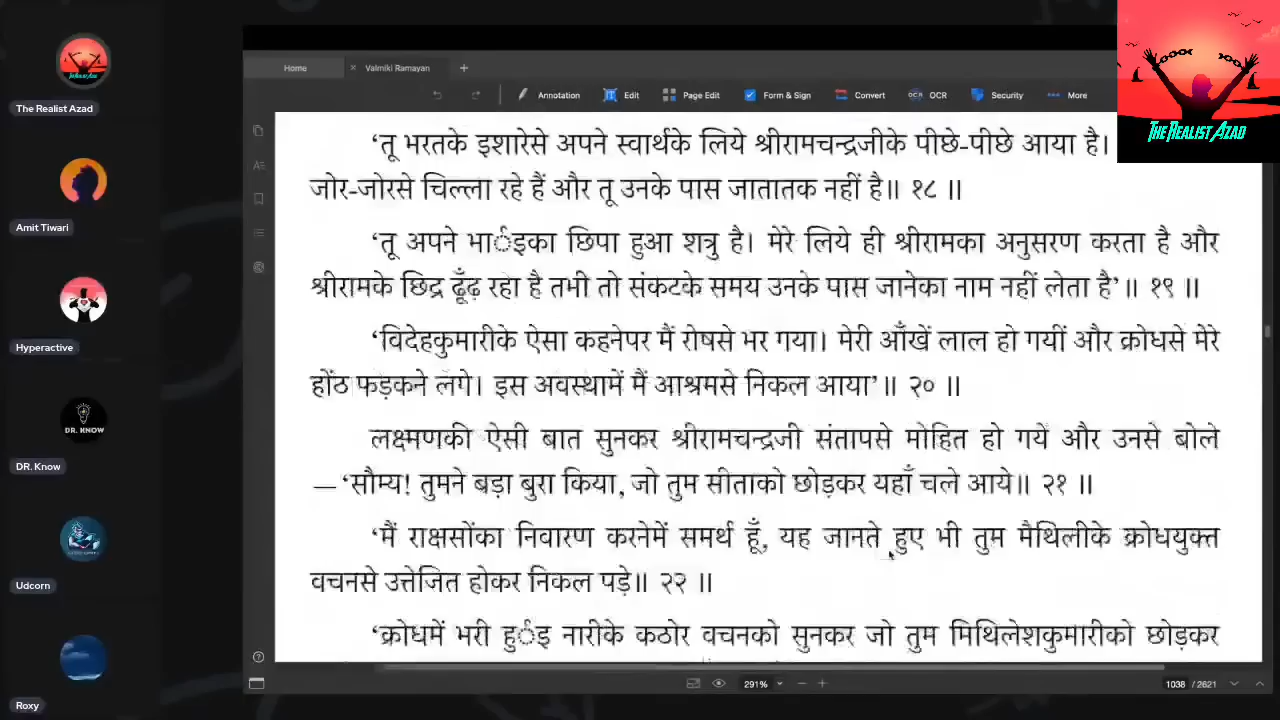 The Realist Azad
Amit Tiwari
Hyperactive
DR. KNOW
DR. Know
Udcorn
Roxy
Home
Valmiki Ramayan
Annotation
Edit
Page Edit
Form & Sign
Convert
OCR OCR
Security
More
THE REALIST AZAD
‘तू भरतके इशारेसे अपने स्वार्थके लिये श्रीरामचन्द्रजीके पीछे-पीछे आया है।
जोर-जोरसे चिल्ला रहे हैं और तू उनके पास जातातक नहीं है॥ १८ ॥
‘तू अपने भार्इका छिपा हुआ शत्रु है। मेरे लिये ही श्रीरामका अनुसरण करता है और
श्रीरामके छिद्र ढूँढ़ रहा है तभी तो संकटके समय उनके पास जानेका नाम नहीं लेता है’॥ १९ ॥
‘विदेहकुमारीके ऐसा कहनेपर मैं रोषसे भर गया। मेरी आँखें लाल हो गयीं और क्रोधसे मेरे
होंठ फड़कने लगे। इस अवस्थामें मैं आश्रमसे निकल आया’॥ २० ॥
लक्ष्मणकी ऐसी बात सुनकर श्रीरामचन्द्रजी संतापसे मोहित हो गये और उनसे बोले
—‘सौम्य! तुमने बड़ा बुरा किया, जो तुम सीताको छोड़कर यहाँ चले आये॥ २१ ॥
‘मैं राक्षसोंका निवारण करनेमें समर्थ हूँ, यह जानते हुए भी तुम मैथिलीके क्रोधयुक्त
वचनसे उत्तेजित होकर निकल पड़े॥ २२ ॥
‘क्रोधमें भरी हुर्इ नारीके कठोर वचनको सुनकर जो तुम मिथिलेशकुमारीको छोड़कर
291%
1038 / 2621